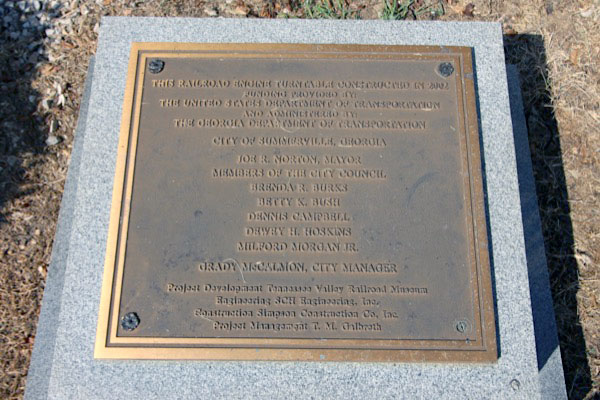 THIS RAILROAD ENGINE TURNTABLE CONSTRUCTED IN 2002
FUNDING PROVIDED BY:
THE UNITED STATES DEPARTMENT OF TRANSPORTATION
AND ADMINISTERED BY:
THE GEORGIA DEPARTMENT OF TRANSPORTATION
CITY OF SUMMERVILLE, GEORGIA
JOE R. NORTON, MAYOR
MEMBERS OF THE CITY COUNCIL
BRENDA R. BURKS
BETTY K. BUSH
DENNIS CAMPBELL
DEWEY H. HOSKINS
MILFORD MORGAN JR.
GRADY McCALMON, CITY MANAGER
Project Development Tennessee Valley Railroad Museum
Engineering SCH Engineering, Inc.
Construction Simpson Construction Co. Inc.
Project Management T. M. Galbreth